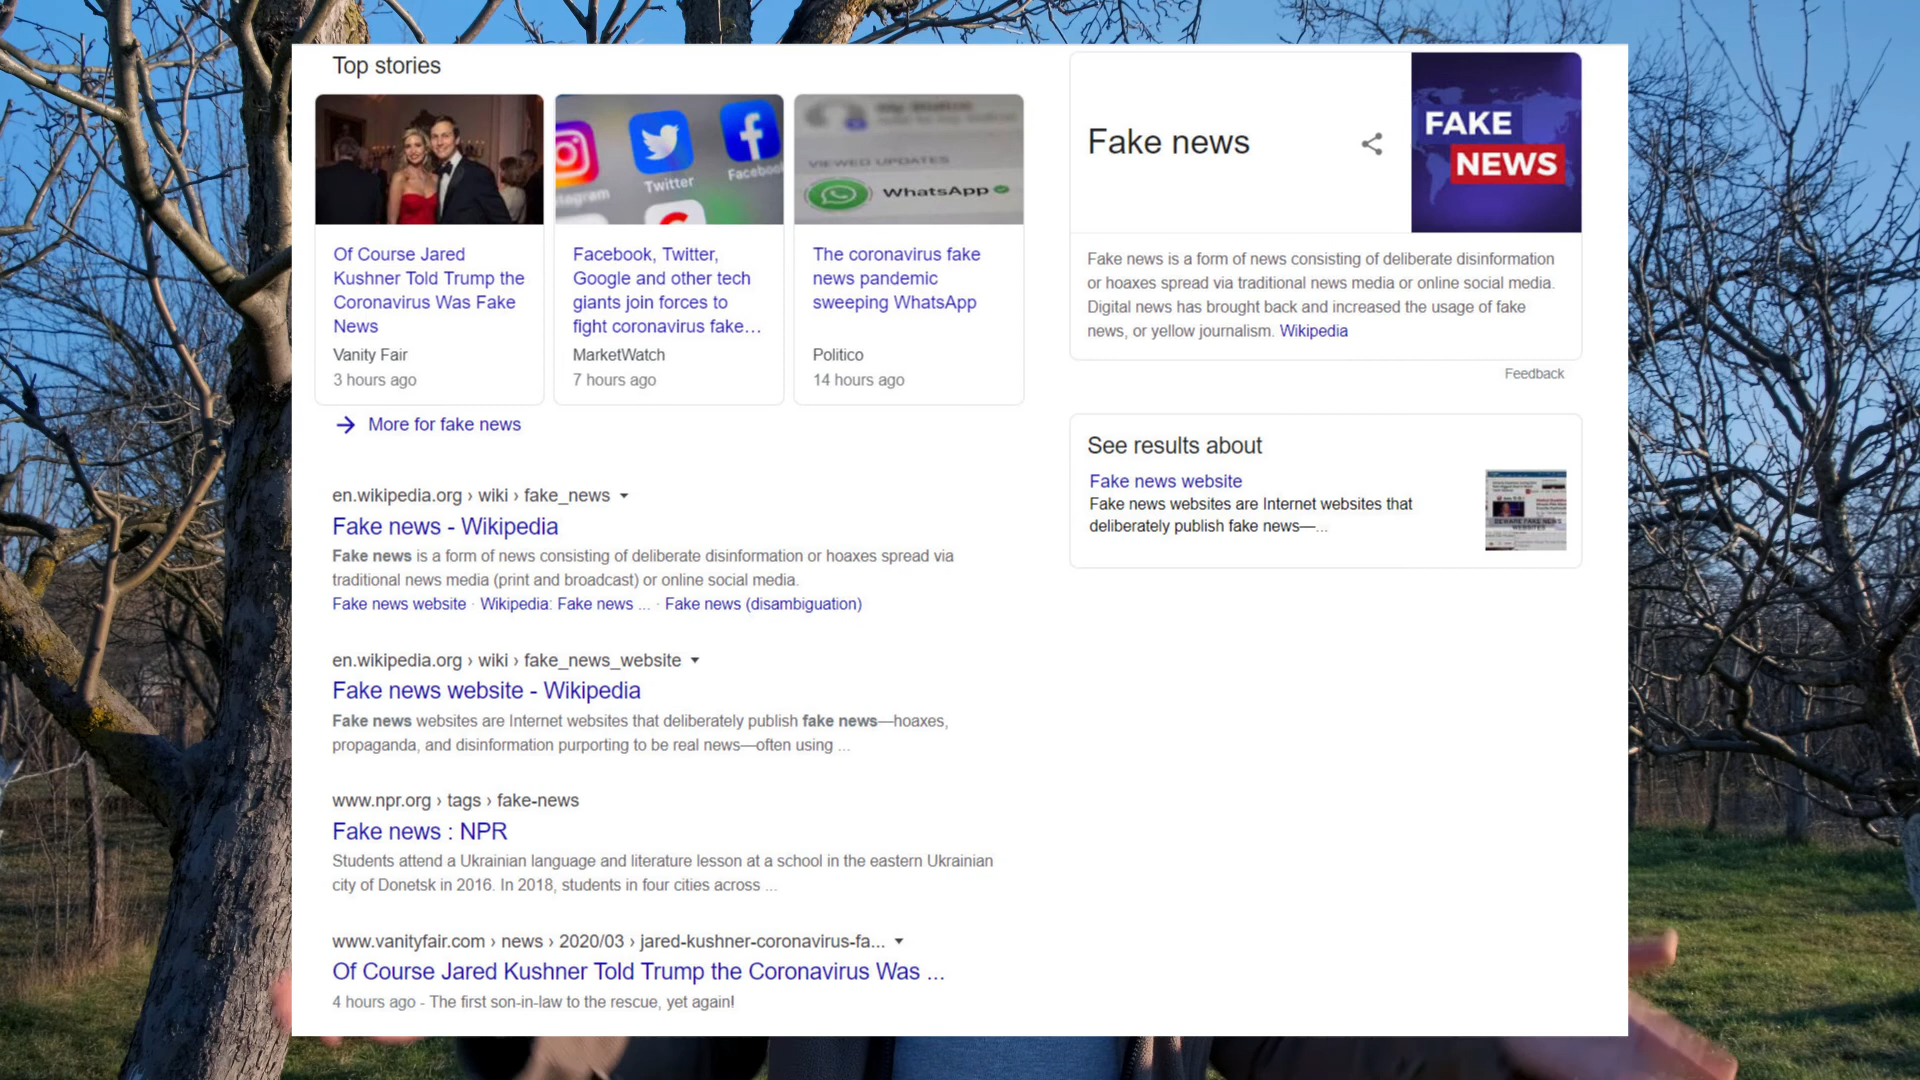 Top stories
Instagram
Twitter
Facebook
VIEWED UPDATES
WhatsApp
Of Course Jared
Kushner Told Trump the
Coronavirus Was Fake
News
Vanity Fair
3 hours ago
Facebook, Twitter,
Google and other tech
giants join forces to
fight coronavirus fake…
MarketWatch
7 hours ago
The coronavirus fake
news pandemic
sweeping WhatsApp
Politico
14 hours ago
More for fake news
en.wikipedia.org › wiki › fake_news
Fake news - Wikipedia
Fake news is a form of news consisting of deliberate disinformation or hoaxes spread via
traditional news media (print and broadcast) or online social media.
Fake news website · Wikipedia: Fake news ... · Fake news (disambiguation)
en.wikipedia.org › wiki › fake_news_website
Fake news website - Wikipedia
Fake news websites are Internet websites that deliberately publish fake news—hoaxes,
propaganda, and disinformation purporting to be real news—often using ...
www.npr.org › tags › fake-news
Fake news : NPR
Students attend a Ukrainian language and literature lesson at a school in the eastern Ukrainian
city of Donetsk in 2016. In 2018, students in four cities across ...
www.vanityfair.com › news › 2020/03 › jared-kushner-coronavirus-fa...
Of Course Jared Kushner Told Trump the Coronavirus Was ...
4 hours ago - The first son-in-law to the rescue, yet again!
Fake news
FAKE
NEWS
Fake news is a form of news consisting of deliberate disinformation
or hoaxes spread via traditional news media or online social media.
Digital news has brought back and increased the usage of fake
news, or yellow journalism. Wikipedia
Feedback
See results about
Fake news website
Fake news websites are Internet websites that
deliberately publish fake news—...
BEWARE FAKE NEWS
WEBSITES